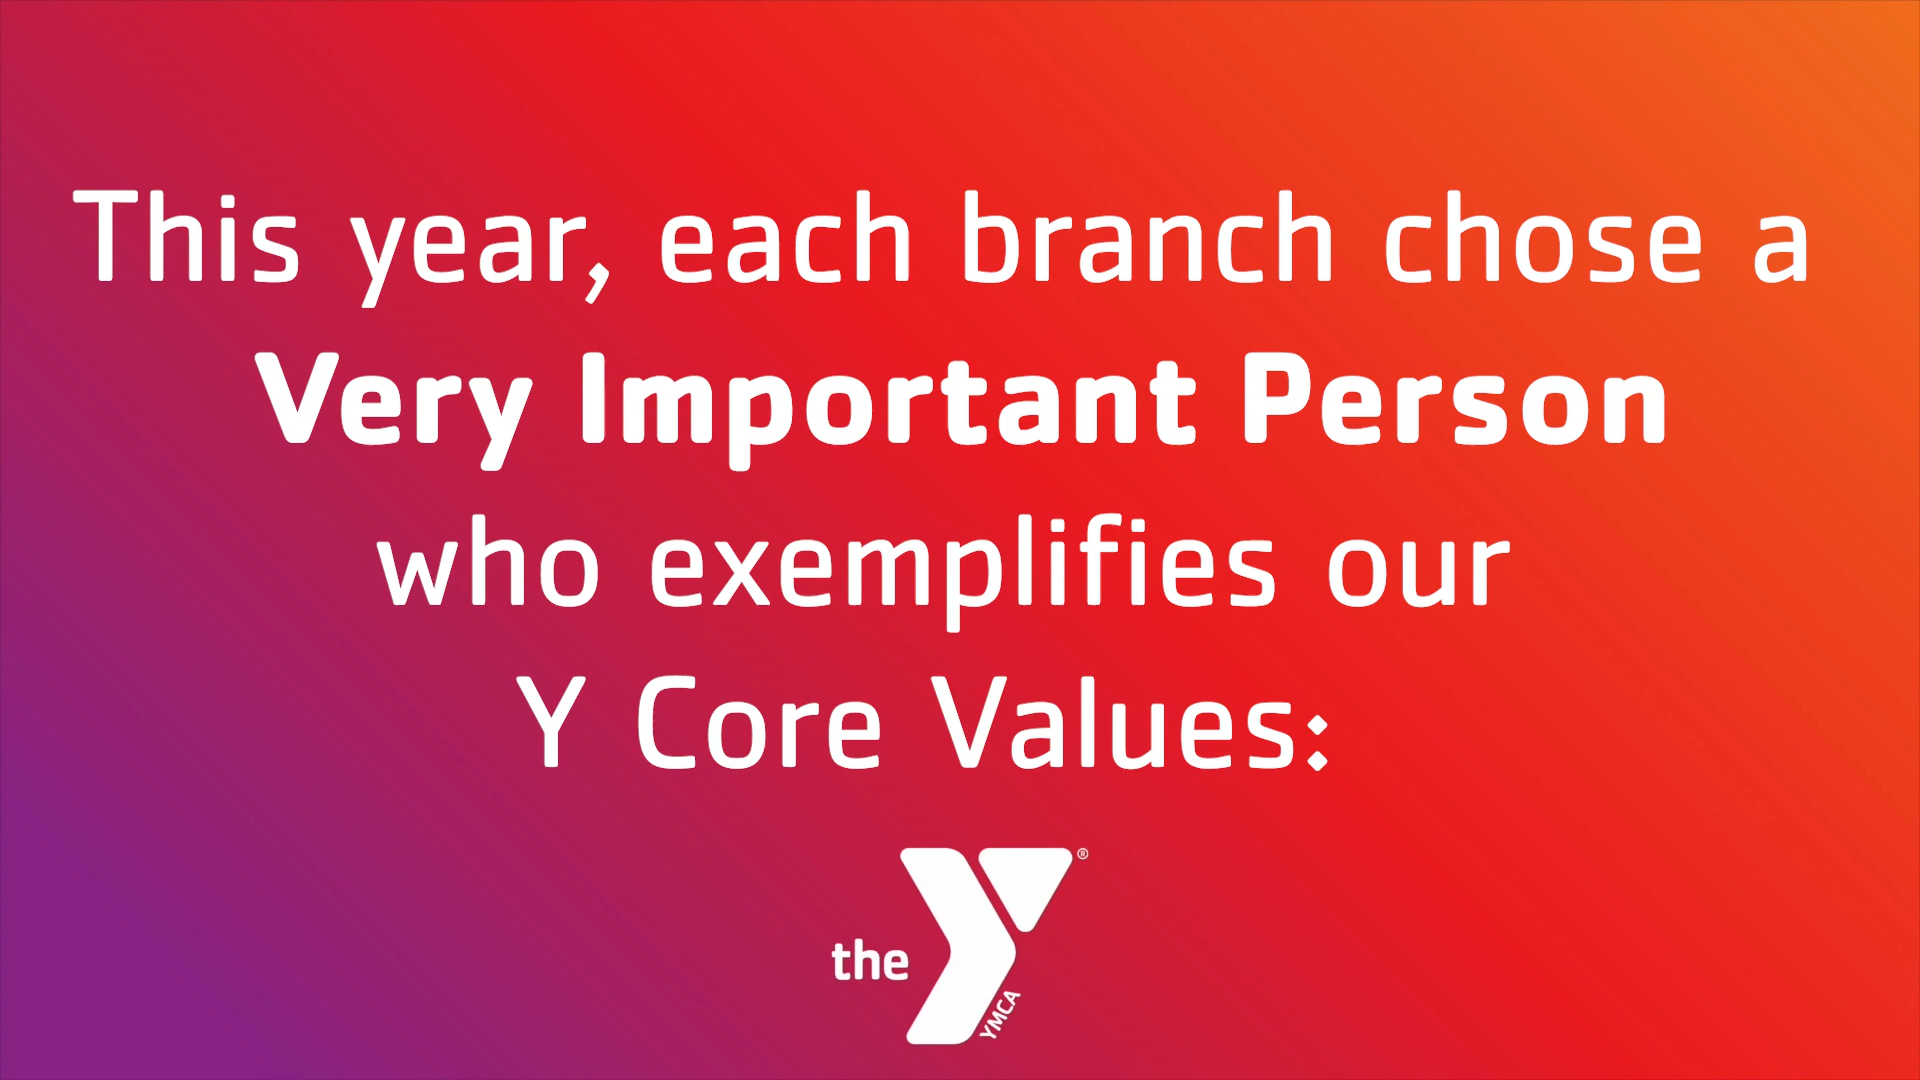 This year, each branch chose a
Very Important Person
who exemplifies our
Y Core Values:
the Y®
YMCA